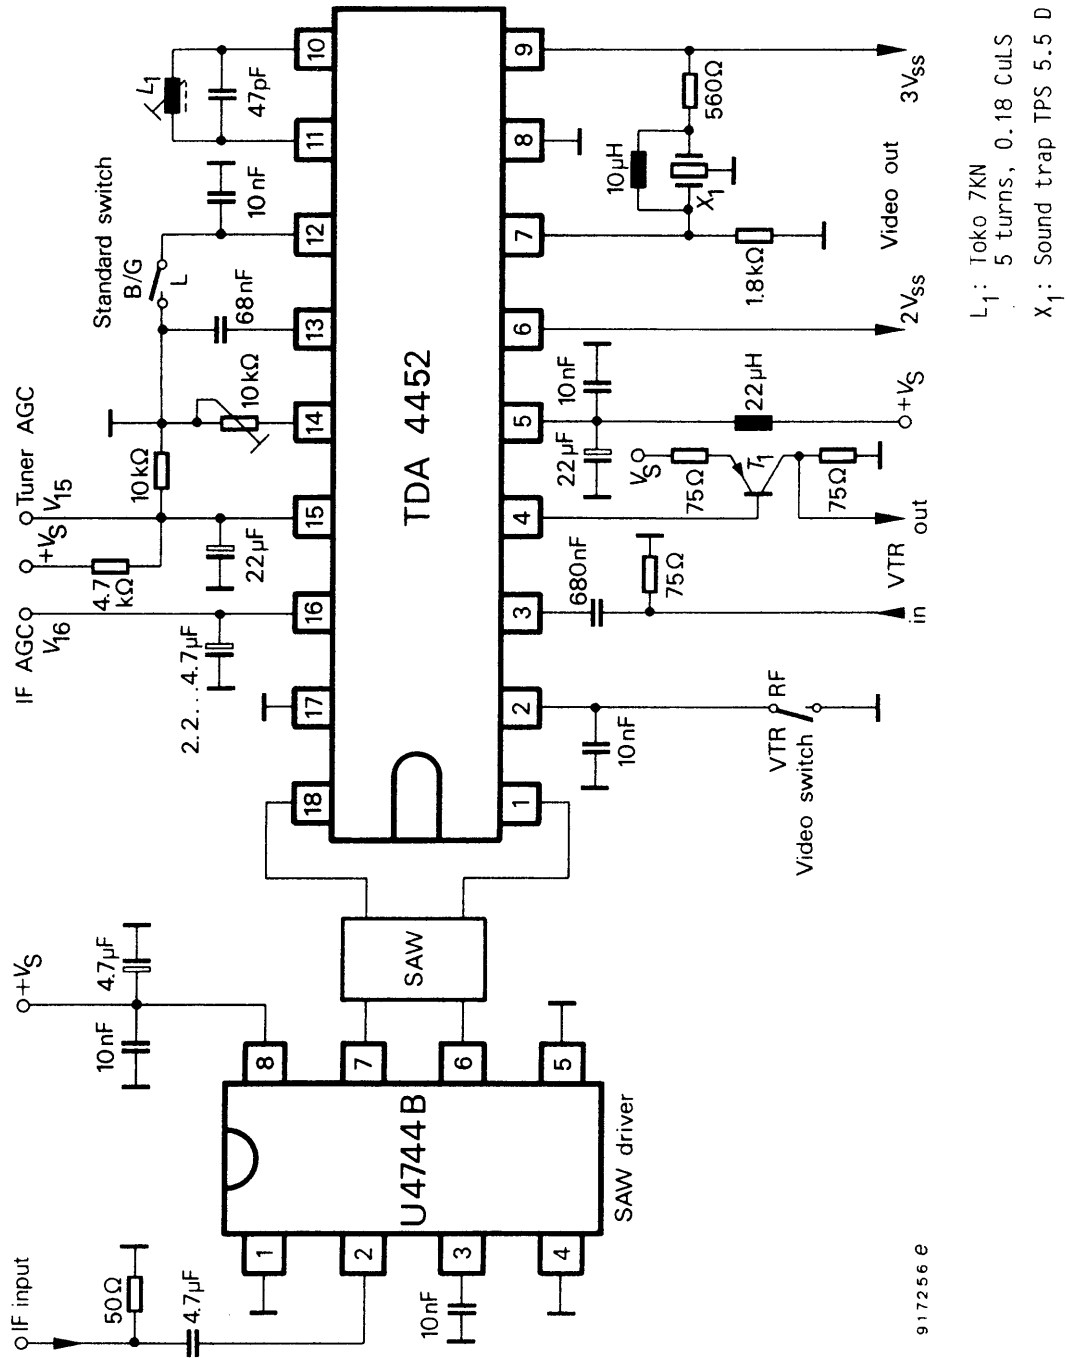 IF input
50Ω
4.7µF
1
2
3
4
10nF
U4744B
SAW driver
8
7
6
5
10nF
4.7µF
+VS
SAW
IF AGC
V16
Tuner AGC
V15
+VS
4.7
kΩ
10kΩ
2.2...4.7µF
22µF
Standard switch
B/G
L
10kΩ
68nF
10nF
L1
47pF
18
17
16
15
14
13
12
11
10
TDA 4452
1
2
3
4
5
6
7
8
9
10nF
VTR
RF
Video switch
680nF
75Ω
in
VTR
out
VS
75Ω
T1
75Ω
22µF
10nF
22µH
+VS
2VSS
Video out
3VSS
1.8kΩ
10µH
X1
560Ω
L1: Toko 7KN
5 turns, 0.18 CuLS
X1: Sound trap TPS 5.5 D
917256 e